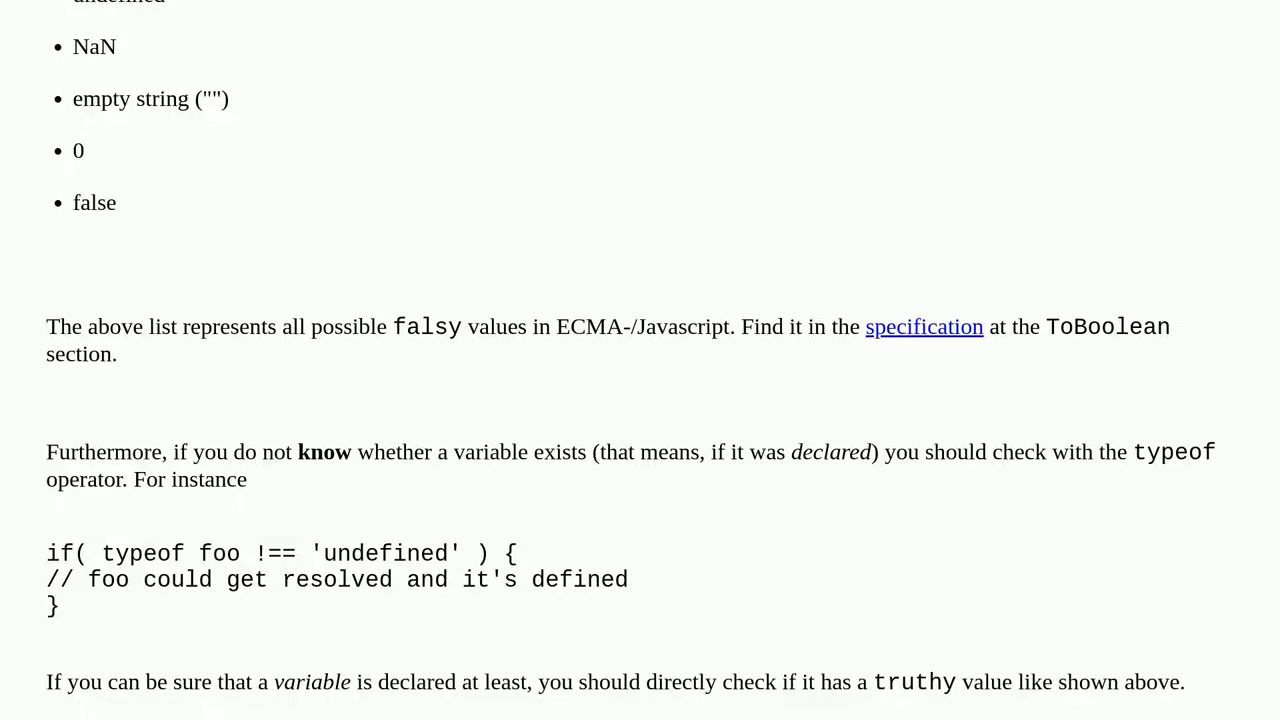 undefined
• NaN
• empty string ("")
• 0
• false
The above list represents all possible falsy values in ECMA-/Javascript. Find it in the specification at the ToBoolean
section.
Furthermore, if you do not know whether a variable exists (that means, if it was declared) you should check with the typeof
operator. For instance
if( typeof foo !== 'undefined' ) {
// foo could get resolved and it's defined
}
If you can be sure that a variable is declared at least, you should directly check if it has a truthy value like shown above.